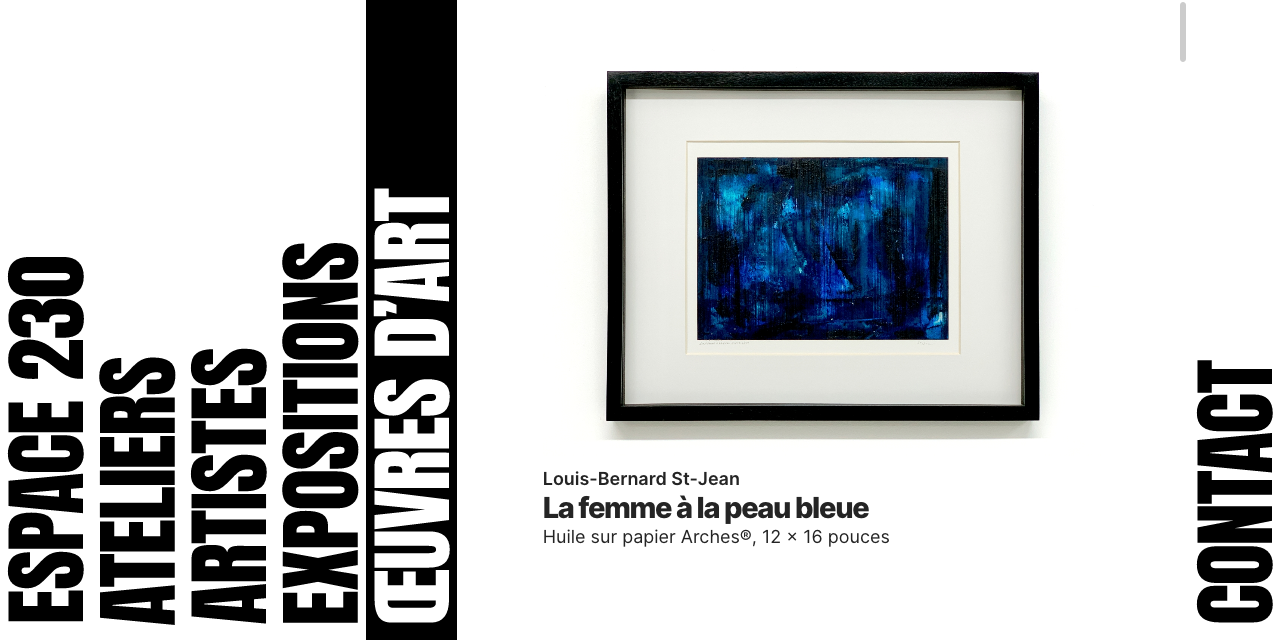 ESPACE 230
ATELIERS
ARTISTES
EXPOSITIONS
ŒUVRES D’ART
Louis-Bernard St-Jean
La femme à la peau bleue
Huile sur papier Arches®, 12 × 16 pouces
CONTACT